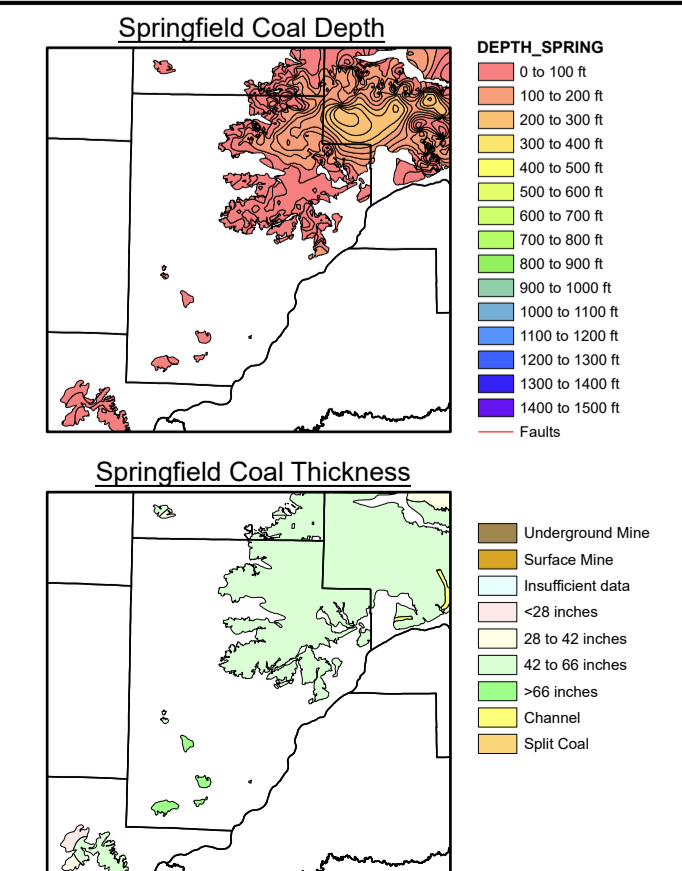 Springfield Coal Depth
DEPTH_SPRING
0 to 100 ft
100 to 200 ft
200 to 300 ft
300 to 400 ft
400 to 500 ft
500 to 600 ft
600 to 700 ft
700 to 800 ft
800 to 900 ft
900 to 1000 ft
1000 to 1100 ft
1100 to 1200 ft
1200 to 1300 ft
1300 to 1400 ft
1400 to 1500 ft
Faults
Springfield Coal Thickness
Underground Mine
Surface Mine
Insufficient data
<28 inches
28 to 42 inches
42 to 66 inches
>66 inches
Channel
Split Coal